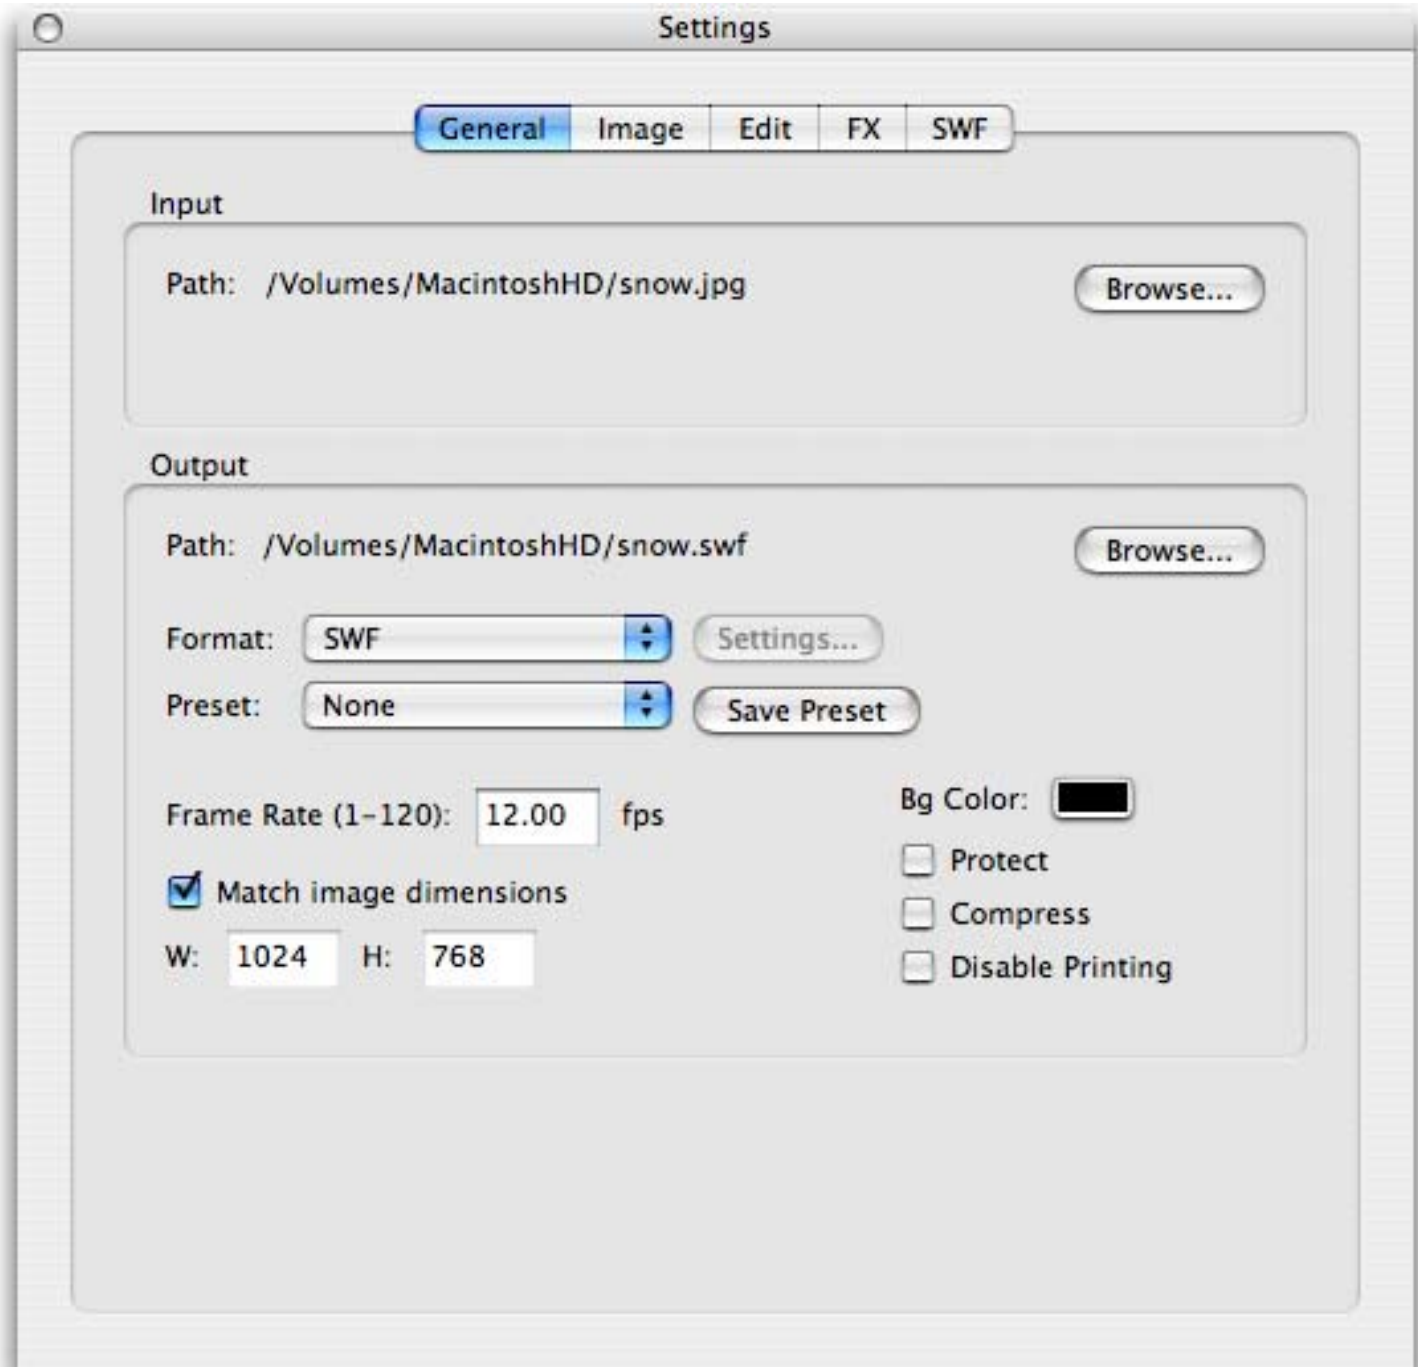 Settings
General Image Edit FX SWF
Input
Path: /Volumes/MacintoshHD/snow.jpg Browse...
Output
Path: /Volumes/MacintoshHD/snow.swf Browse...
Format: SWF Settings...
Preset: None Save Preset
Frame Rate (1-120): 12.00 fps
Bg Color:
Protect
Match image dimensions
Compress
W: 1024 H: 768
Disable Printing